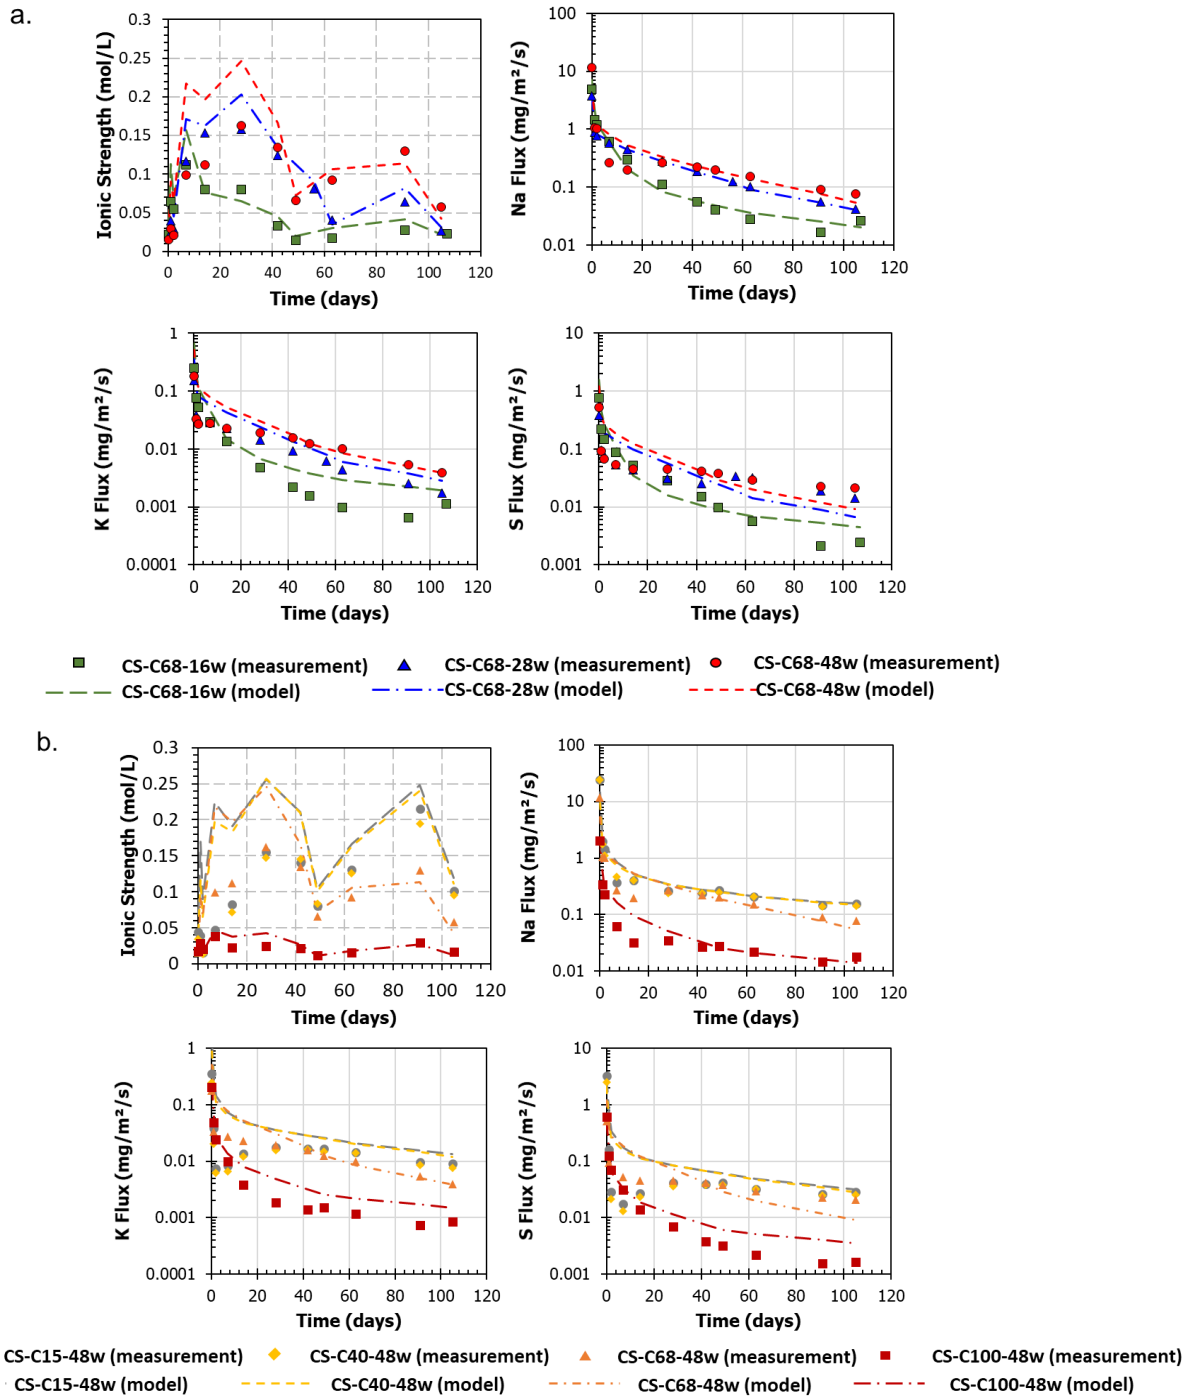 a.
Ionic Strength (mol/L)
0.3
0.25
0.2
0.15
0.1
0.05
0
0 20 40 60 80 100 120
Time (days)
Na Flux (mg/m²/s)
100
10
1
0.1
0.01
0 20 40 60 80 100 120
Time (days)
K Flux (mg/m²/s)
1
0.1
0.01
0.001
0.0001
0 20 40 60 80 100 120
Time (days)
S Flux (mg/m²/s)
10
1
0.1
0.01
0.001
0 20 40 60 80 100 120
Time (days)
CS-C68-16w (measurement) CS-C68-28w (measurement) CS-C68-48w (measurement)
CS-C68-16w (model) CS-C68-28w (model) CS-C68-48w (model)
b.
Ionic Strength (mol/L)
0.3
0.25
0.2
0.15
0.1
0.05
0
0 20 40 60 80 100 120
Time (days)
Na Flux (mg/m²/s)
100
10
1
0.1
0.01
0 20 40 60 80 100 120
Time (days)
K Flux (mg/m²/s)
1
0.1
0.01
0.001
0.0001
0 20 40 60 80 100 120
Time (days)
S Flux (mg/m²/s)
10
1
0.1
0.01
0.001
0 20 40 60 80 100 120
Time (days)
CS-C15-48w (measurement) CS-C40-48w (measurement) CS-C68-48w (measurement) CS-C100-48w (measurement)
CS-C15-48w (model) CS-C40-48w (model) CS-C68-48w (model) CS-C100-48w (model)